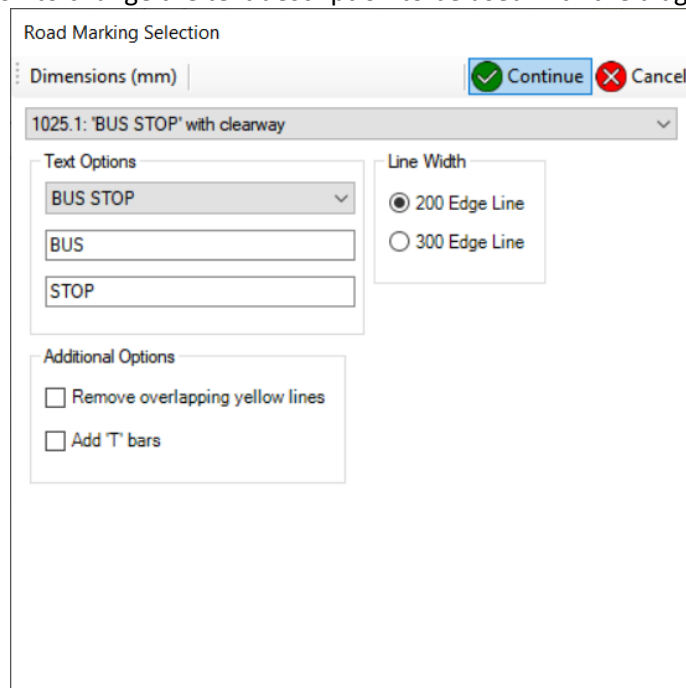 Road Marking Selection
Dimensions (mm) Continue Cancel
1025.1: 'BUS STOP' with clearway
Text Options
BUS STOP
BUS
STOP
Line Width
200 Edge Line
300 Edge Line
Additional Options
Remove overlapping yellow lines
Add 'T' bars